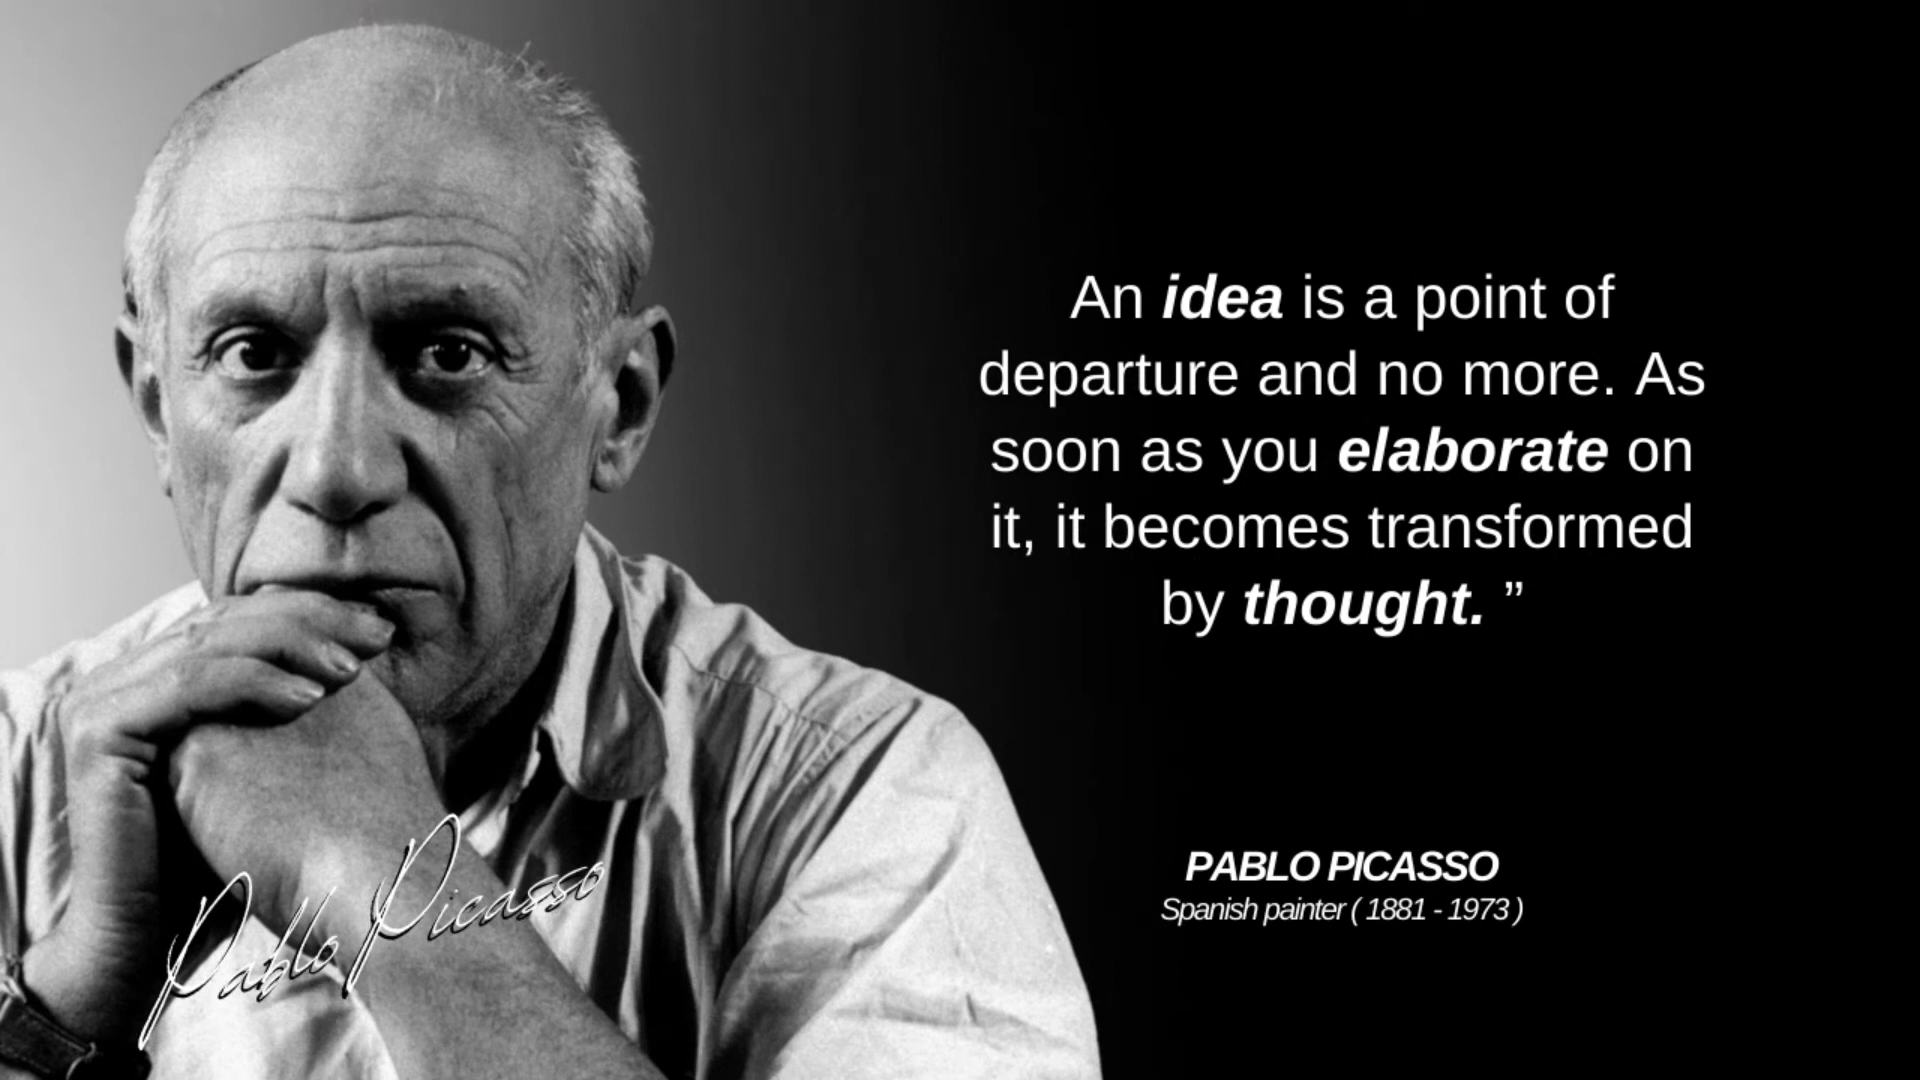 An idea is a point of
departure and no more. As
soon as you elaborate on
it, it becomes transformed
by thought. ”
PABLO PICASSO
Spanish painter ( 1881 - 1973 )
Pablo Picasso